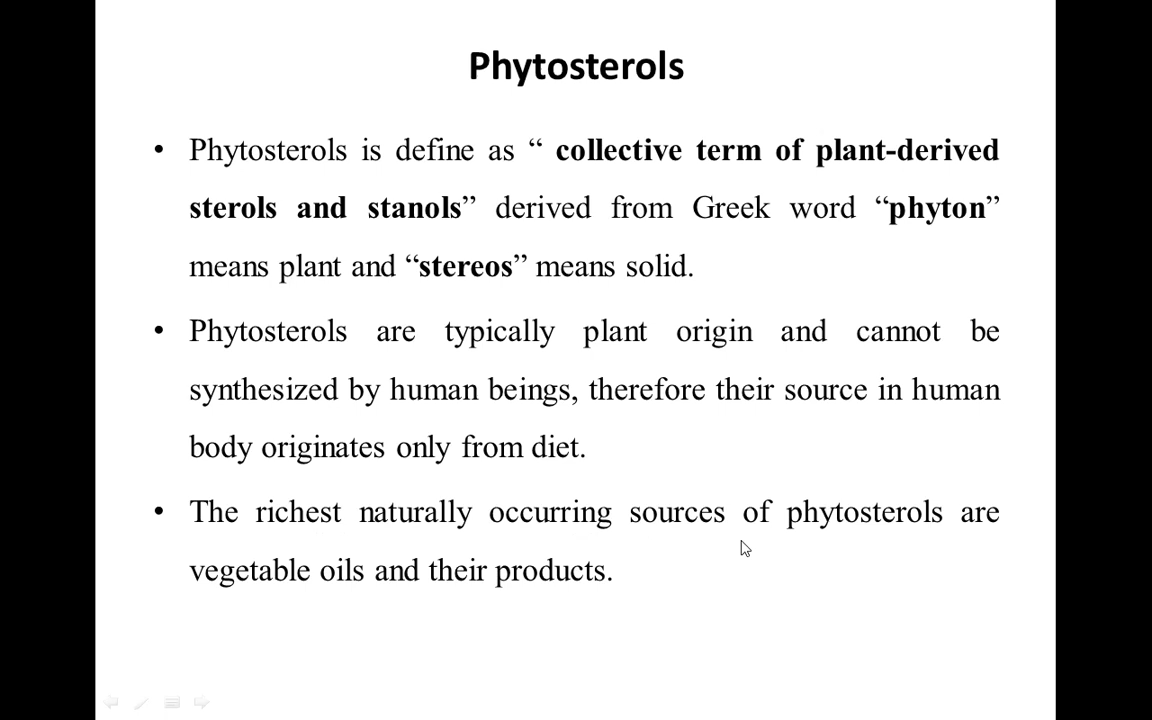 Phytosterols
• Phytosterols is define as “ collective term of plant-derived
sterols and stanols” derived from Greek word “phyton”
means plant and “stereos” means solid.
• Phytosterols are typically plant origin and cannot be
synthesized by human beings, therefore their source in human
body originates only from diet.
• The richest naturally occurring sources of phytosterols are
vegetable oils and their products.